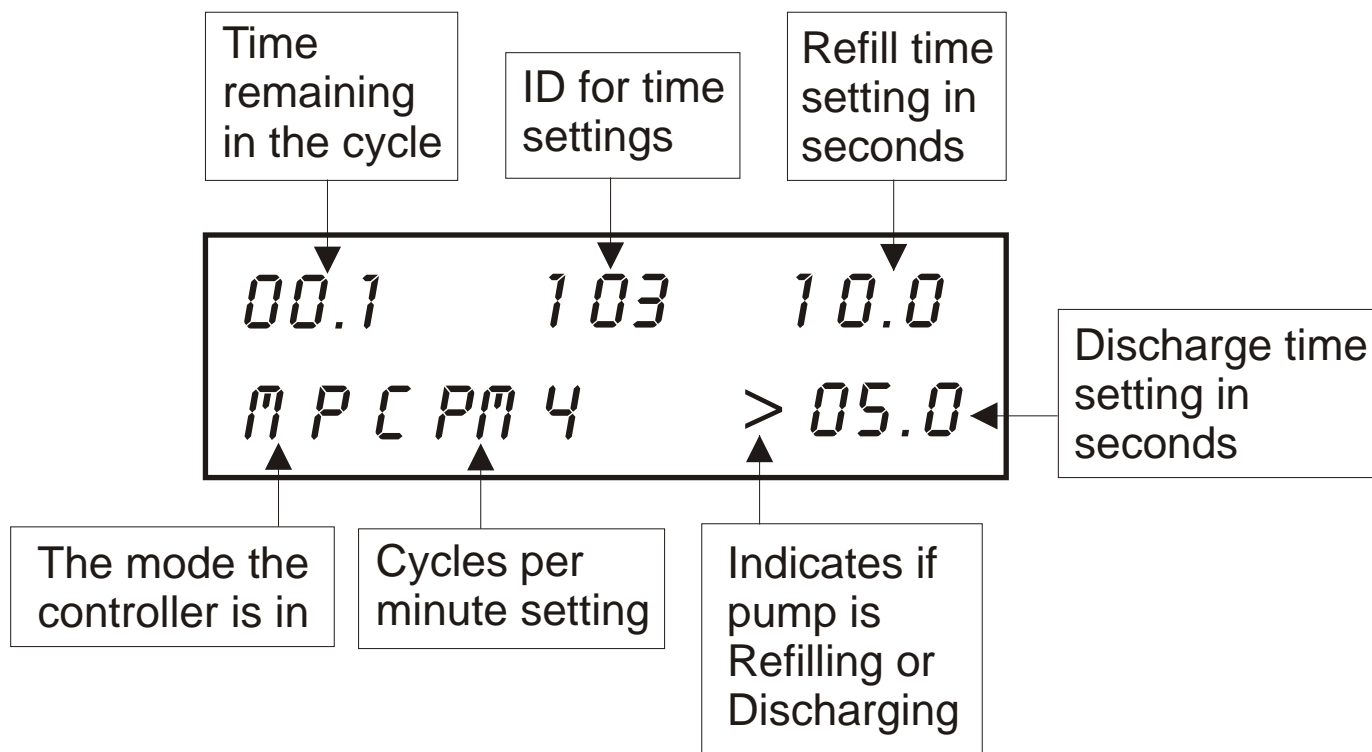 Time
remaining
in the cycle
ID for time
settings
Refill time
setting in
seconds
00.1 103 10.0
MP CPM 4 > 05.0
Discharge time
setting in
seconds
The mode the
controller is in
Cycles per
minute setting
Indicates if
pump is
Refilling or
Discharging